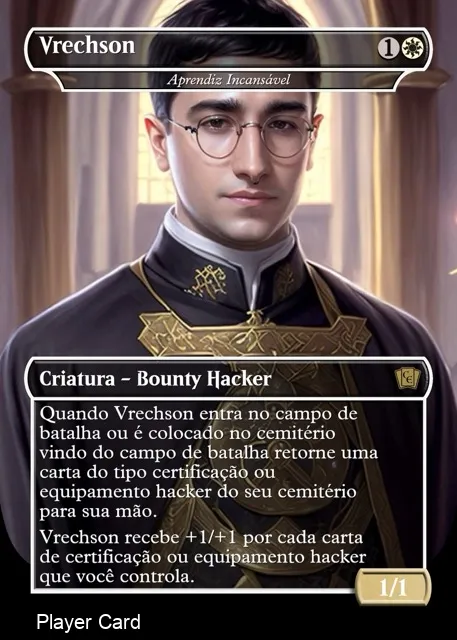 Vrechson 1
Aprendiz Incansável
Criatura – Bounty Hacker
Quando Vrechson entra no campo de
batalha ou é colocado no cemitério
vindo do campo de batalha retorne uma
carta do tipo certificação ou
equipamento hacker do seu cemitério
para sua mão.
Vrechson recebe +1/+1 por cada carta
de certificação ou equipamento hacker
que você controla.
1/1
Player Card